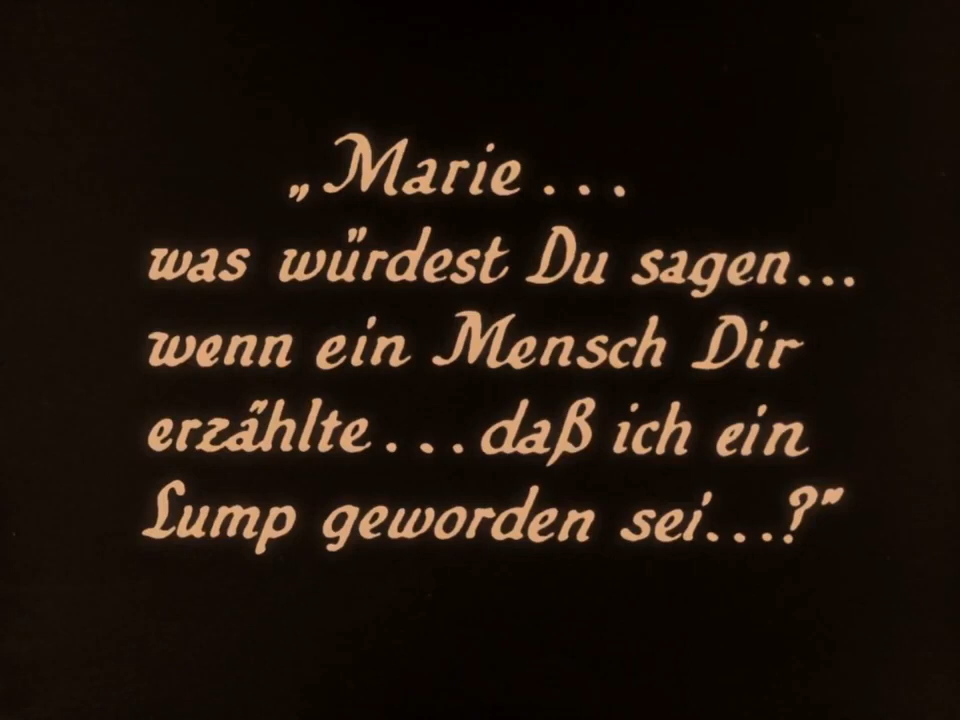 „Marie...
was würdest Du sagen...
wenn ein Mensch Dir
erzählte...daß ich ein
Lump geworden sei...?“